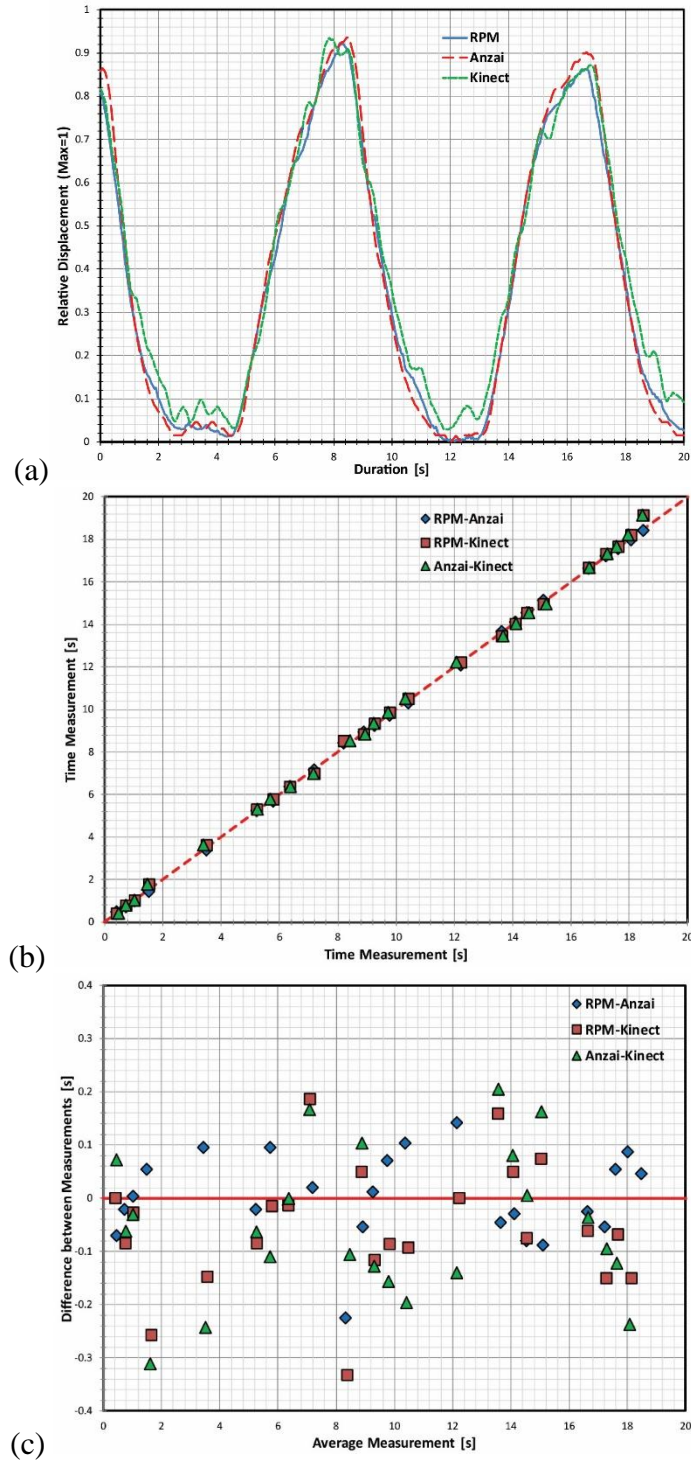 1
0.9
0.8
0.7
0.6
0.5
0.4
0.3
0.2
0.1
0
Relative Displacement (Max=1)
RPM
Anzai
Kinect
0 2 4 6 8 10 12 14 16 18 20
Duration [s]
(a)
20
18
16
14
12
10
8
6
4
2
0
Time Measurement [s]
RPM-Anzai
RPM-Kinect
Anzai-Kinect
0 2 4 6 8 10 12 14 16 18 20
Time Measurement [s]
(b)
0.4
0.3
0.2
0.1
0
-0.1
-0.2
-0.3
-0.4
Difference between Measurements [s]
RPM-Anzai
RPM-Kinect
Anzai-Kinect
0 2 4 6 8 10 12 14 16 18 20
Average Measurement [s]
(c)